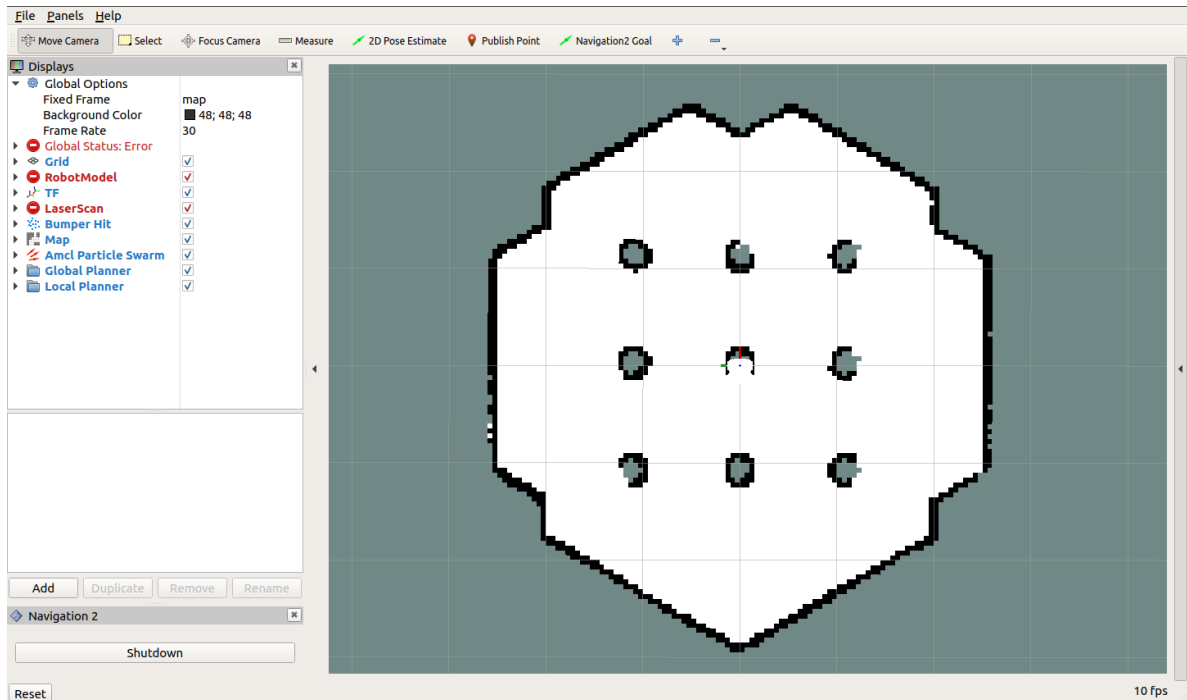 File Panels Help
Move Camera Select Focus Camera Measure 2D Pose Estimate Publish Point Navigation2 Goal
Displays
Global Options
Fixed Frame map
Background Color 48; 48; 48
Frame Rate 30
Global Status: Error
Grid
RobotModel
TF
LaserScan
Bumper Hit
Map
Amcl Particle Swarm
Global Planner
Local Planner
Add Duplicate Remove Rename
Navigation 2
Shutdown
Reset 10 fps